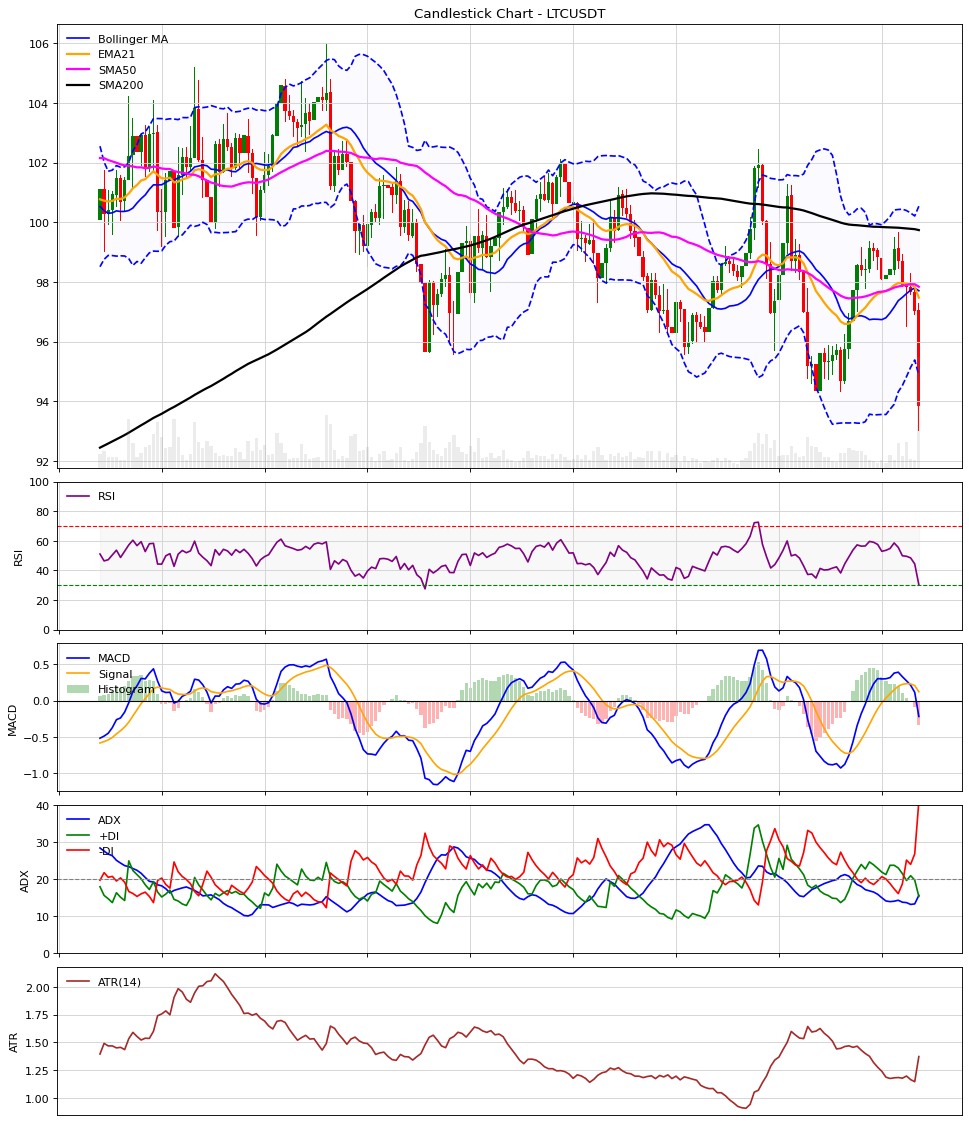 Candlestick Chart - LTCUSDT
Bollinger MA
EMA21
SMA50
SMA200
106
104
102
100
98
96
94
92
RSI
RSI
100
80
60
40
20
0
MACD
Signal
Histogram
MACD
0.5
0.0
−0.5
−1.0
ADX
+DI
-DI
ADX
40
30
20
10
0
ATR(14)
ATR
2.00
1.75
1.50
1.25
1.00